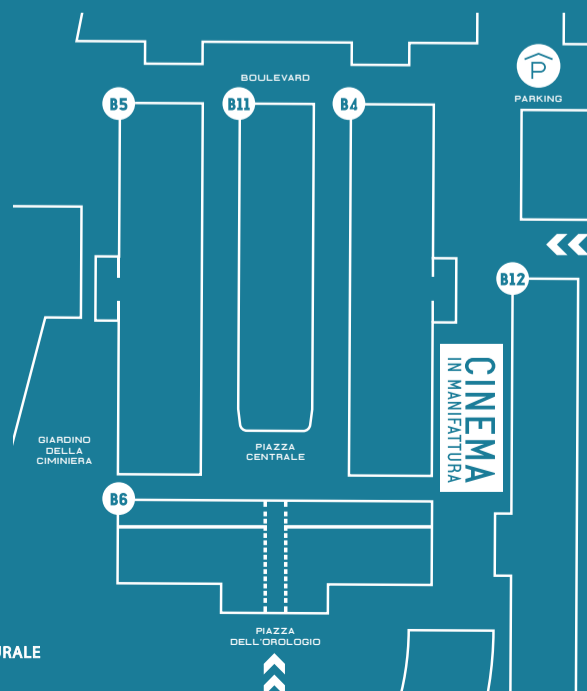 BOULEVARD
P
PARKING
B5
B11
B4
B12
CINEMA
IN MANIFATTURA
GIARDINO
DELLA
CIMINIERA
PIAZZA
CENTRALE
B6
PIAZZA
DELL'OROLOGIO
URALE